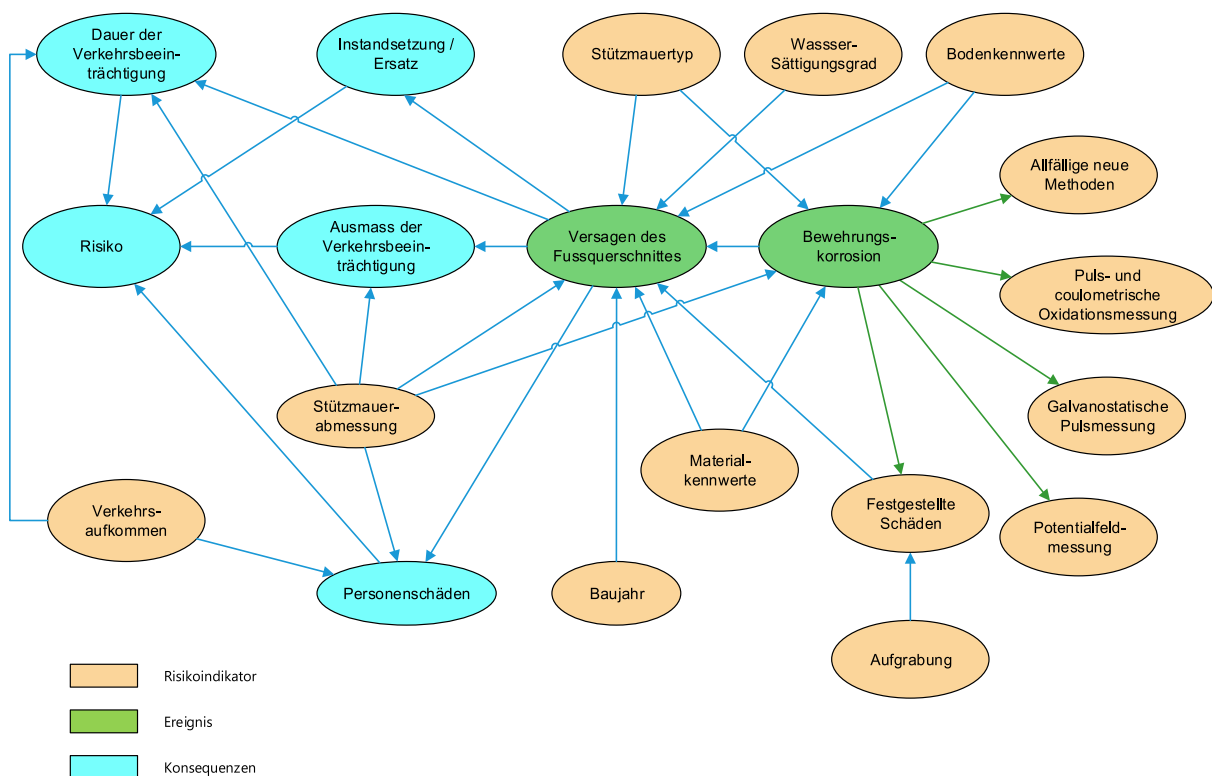 Dauer der
Verkehrsbeein-
trächtigung
Instandsetzung /
Ersatz
Stützmauertyp
Wassser-
Sättigungsgrad
Bodenkennwerte
Allfällige neue
Methoden
Risiko
Ausmass der
Verkehrsbeein-
trächtigung
Versagen des
Fussquerschnittes
Bewehrungs-
korrosion
Puls- und
coulometrische
Oxidationsmessung
Stützmauer-
abmessung
Galvanostatische
Pulsmessung
Material-
kennwerte
Verkehrs-
aufkommen
Festgestellte
Schäden
Potentialfeld-
messung
Personenschäden
Baujahr
Aufgrabung
Risikoindikator
Ereignis
Konsequenzen